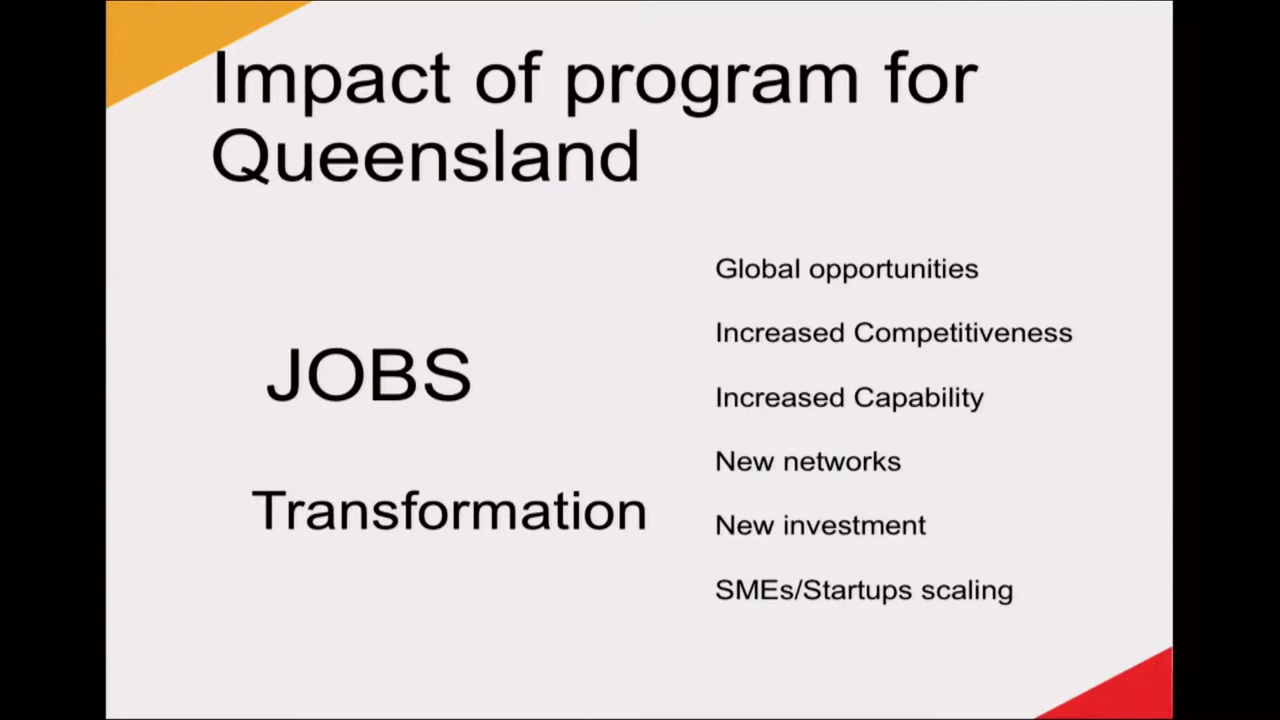 Impact of program for
Queensland
JOBS
Transformation
Global opportunities
Increased Competitiveness
Increased Capability
New networks
New investment
SMEs/Startups scaling